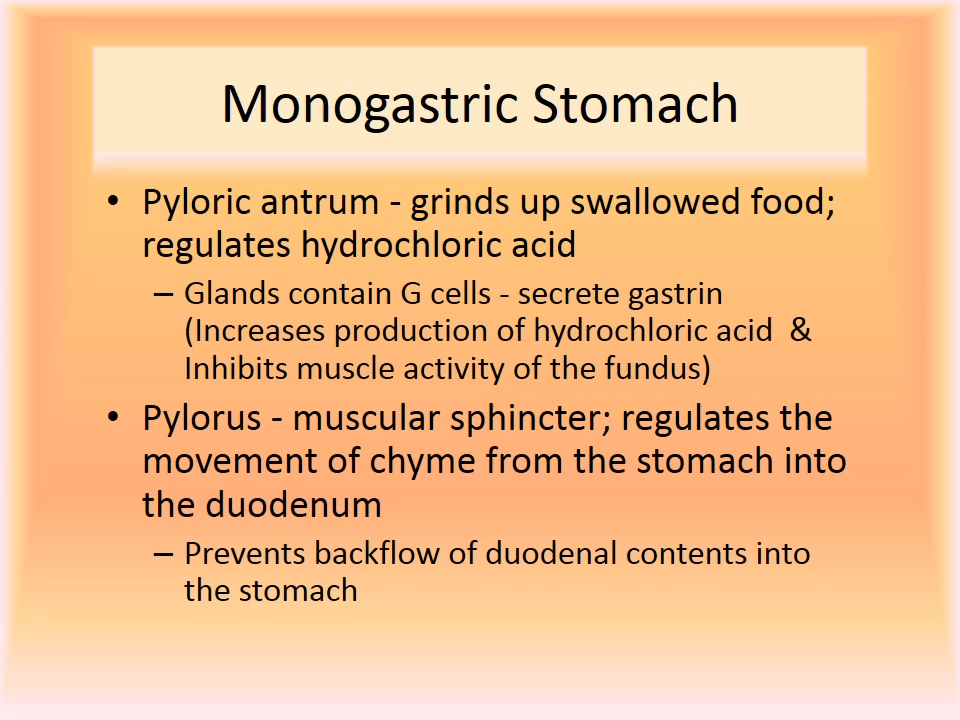 Monogastric Stomach
• Pyloric antrum - grinds up swallowed food;
regulates hydrochloric acid
– Glands contain G cells - secrete gastrin
(Increases production of hydrochloric acid  &
Inhibits muscle activity of the fundus)
• Pylorus - muscular sphincter; regulates the
movement of chyme from the stomach into
the duodenum
– Prevents backflow of duodenal contents into
the stomach